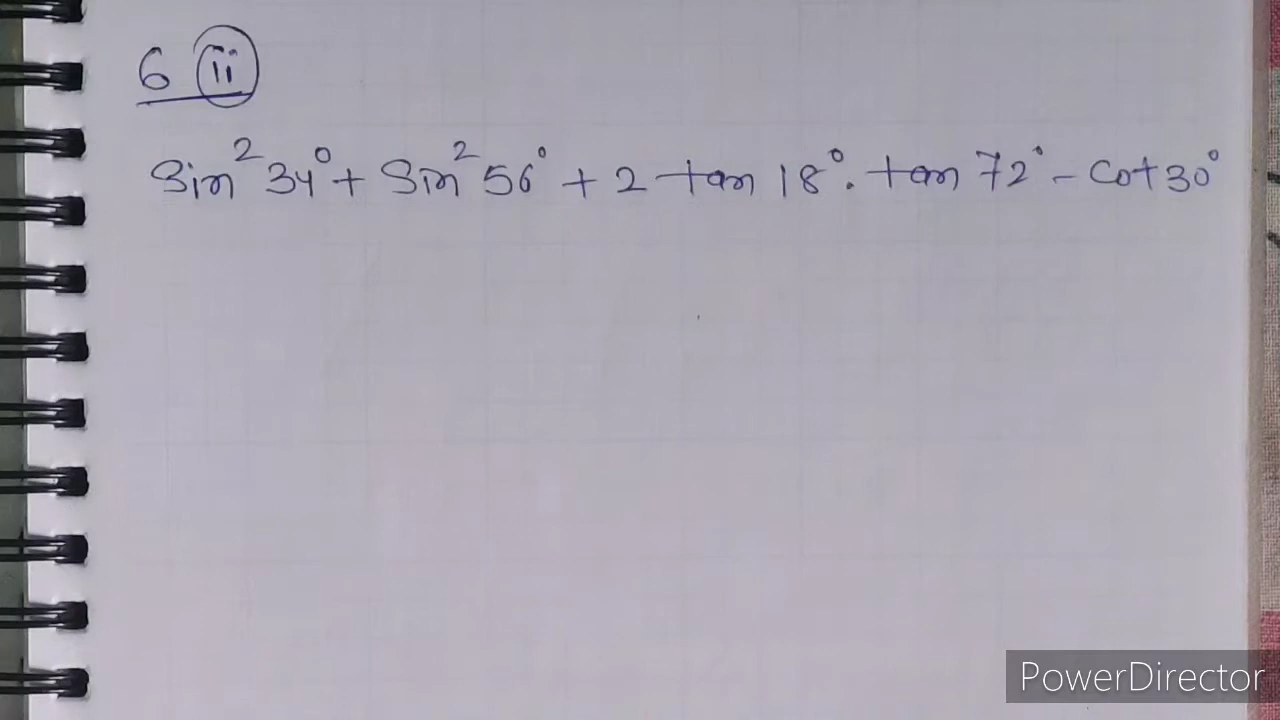 6 (ii)
Sin²34° + Sin²56° + 2 tan 18°. tan 72° - Cot 30°
PowerDirector